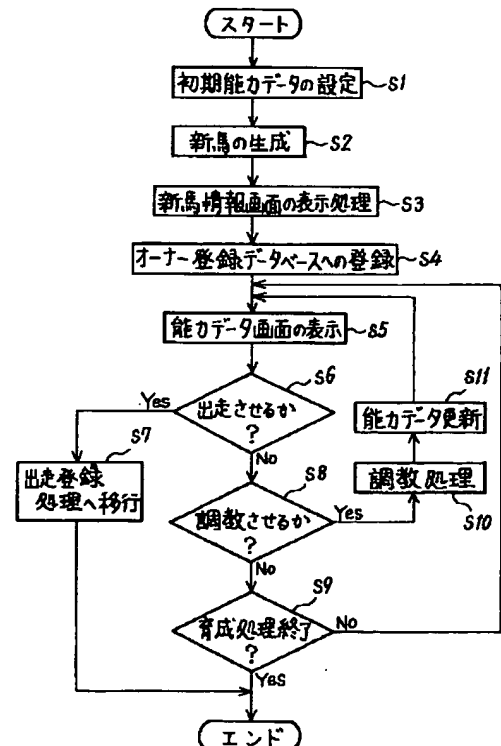 スタート
初期能力データの設定 S1
新馬の生成 S2
新馬情報画面の表示処理 S3
オーナー登録データベースへの登録 S4
能力データ画面の表示 S5
S6
Yes
出走させるか
?
No
S7
出走登録
処理へ移行
S8
調教させるか
?
Yes
No
S11
能力データ更新
調教処理
S10
S9
育成処理終了
?
No
Yes
エンド